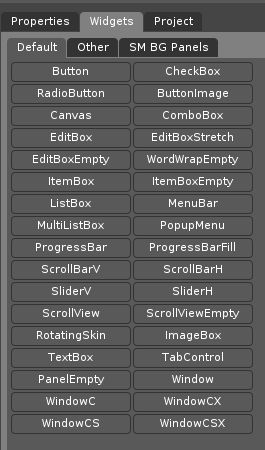 Properties Widgets Project
Default Other SM BG Panels
Button CheckBox
RadioButton ButtonImage
Canvas ComboBox
EditBox EditBoxStretch
EditBoxEmpty WordWrapEmpty
ItemBox ItemBoxEmpty
ListBox MenuBar
MultiListBox PopupMenu
ProgressBar ProgressBarFill
ScrollBarV ScrollBarH
SliderV SliderH
ScrollView ScrollViewEmpty
RotatingSkin ImageBox
TextBox TabControl
PanelEmpty Window
WindowC WindowCX
WindowCS WindowCSX